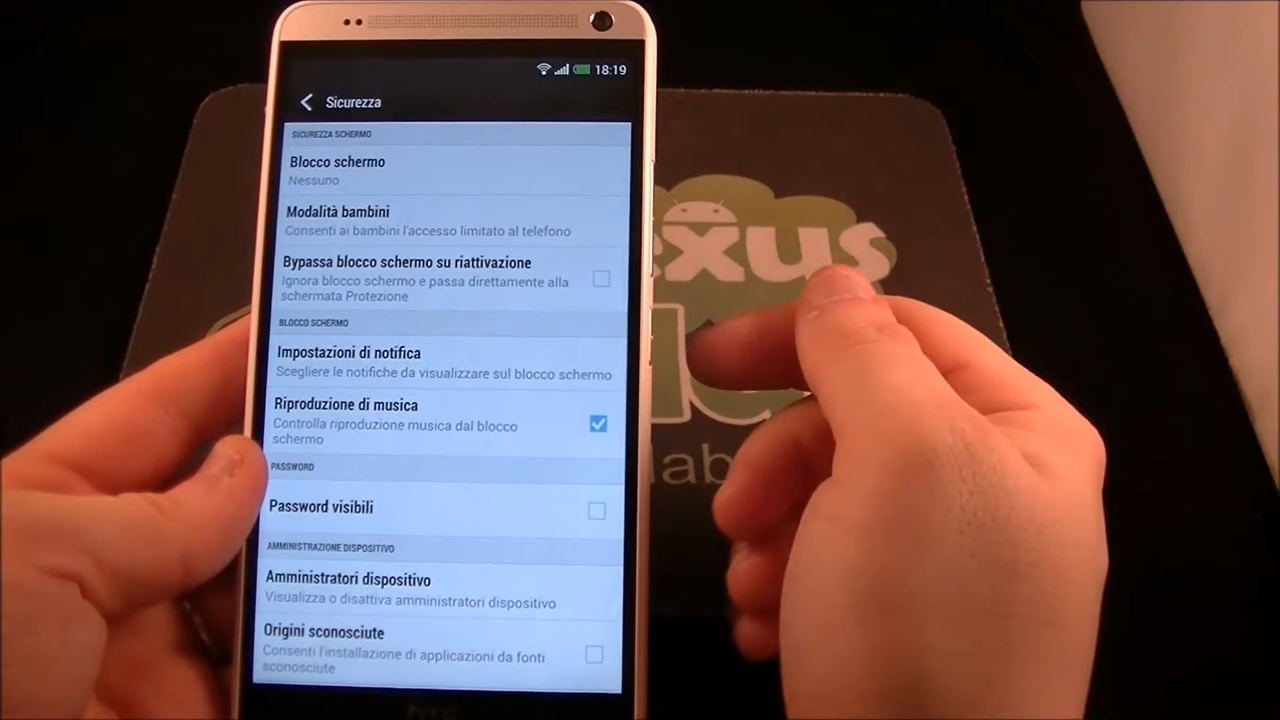 18:19
Sicurezza
SICUREZZA SCHERMO
Blocco schermo
Nessuno
Modalità bambini
Consenti ai bambini l'accesso limitato al telefono
Bypassa blocco schermo su riattivazione
Ignora blocco schermo e passa direttamente alla
schermata Protezione
BLOCCO SCHERMO
Impostazioni di notifica
Scegliere le notifiche da visualizzare sul blocco schermo
Riproduzione di musica
Controlla riproduzione musica dal blocco
schermo
PASSWORD
Password visibili
AMMINISTRAZIONE DISPOSITIVO
Amministratori dispositivo
Visualizza o disattiva amministratori dispositivo
Origini sconosciute
Consenti l'installazione di applicazioni da fonti
sconosciute
exus
lab